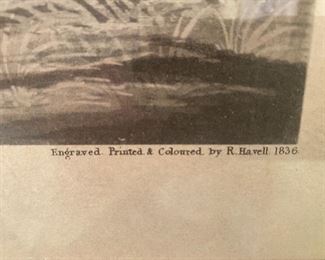 Engraved. Printed. & Coloured. by R. Havell. 1836.